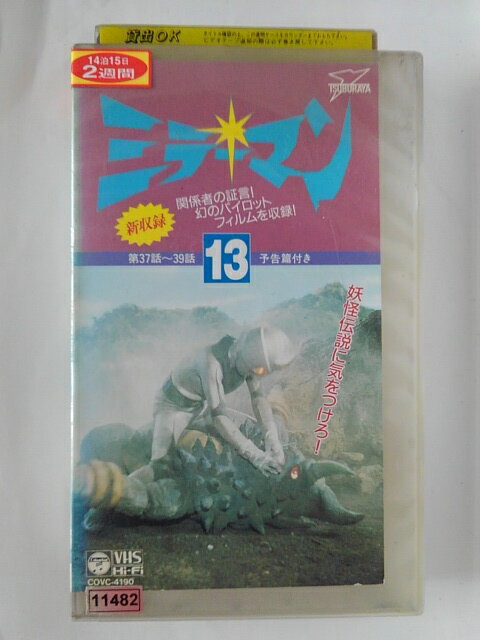 貸出OK
14泊15日
2週間
TSUBURAYA
ミラーマン
関係者の証言!
幻のパイロット
フィルムを収録!
新収録
第37話〜39話
13
予告篇付き
妖怪伝説に気をつけろ!
VHS
Hi-Fi
COVC-4190
11482